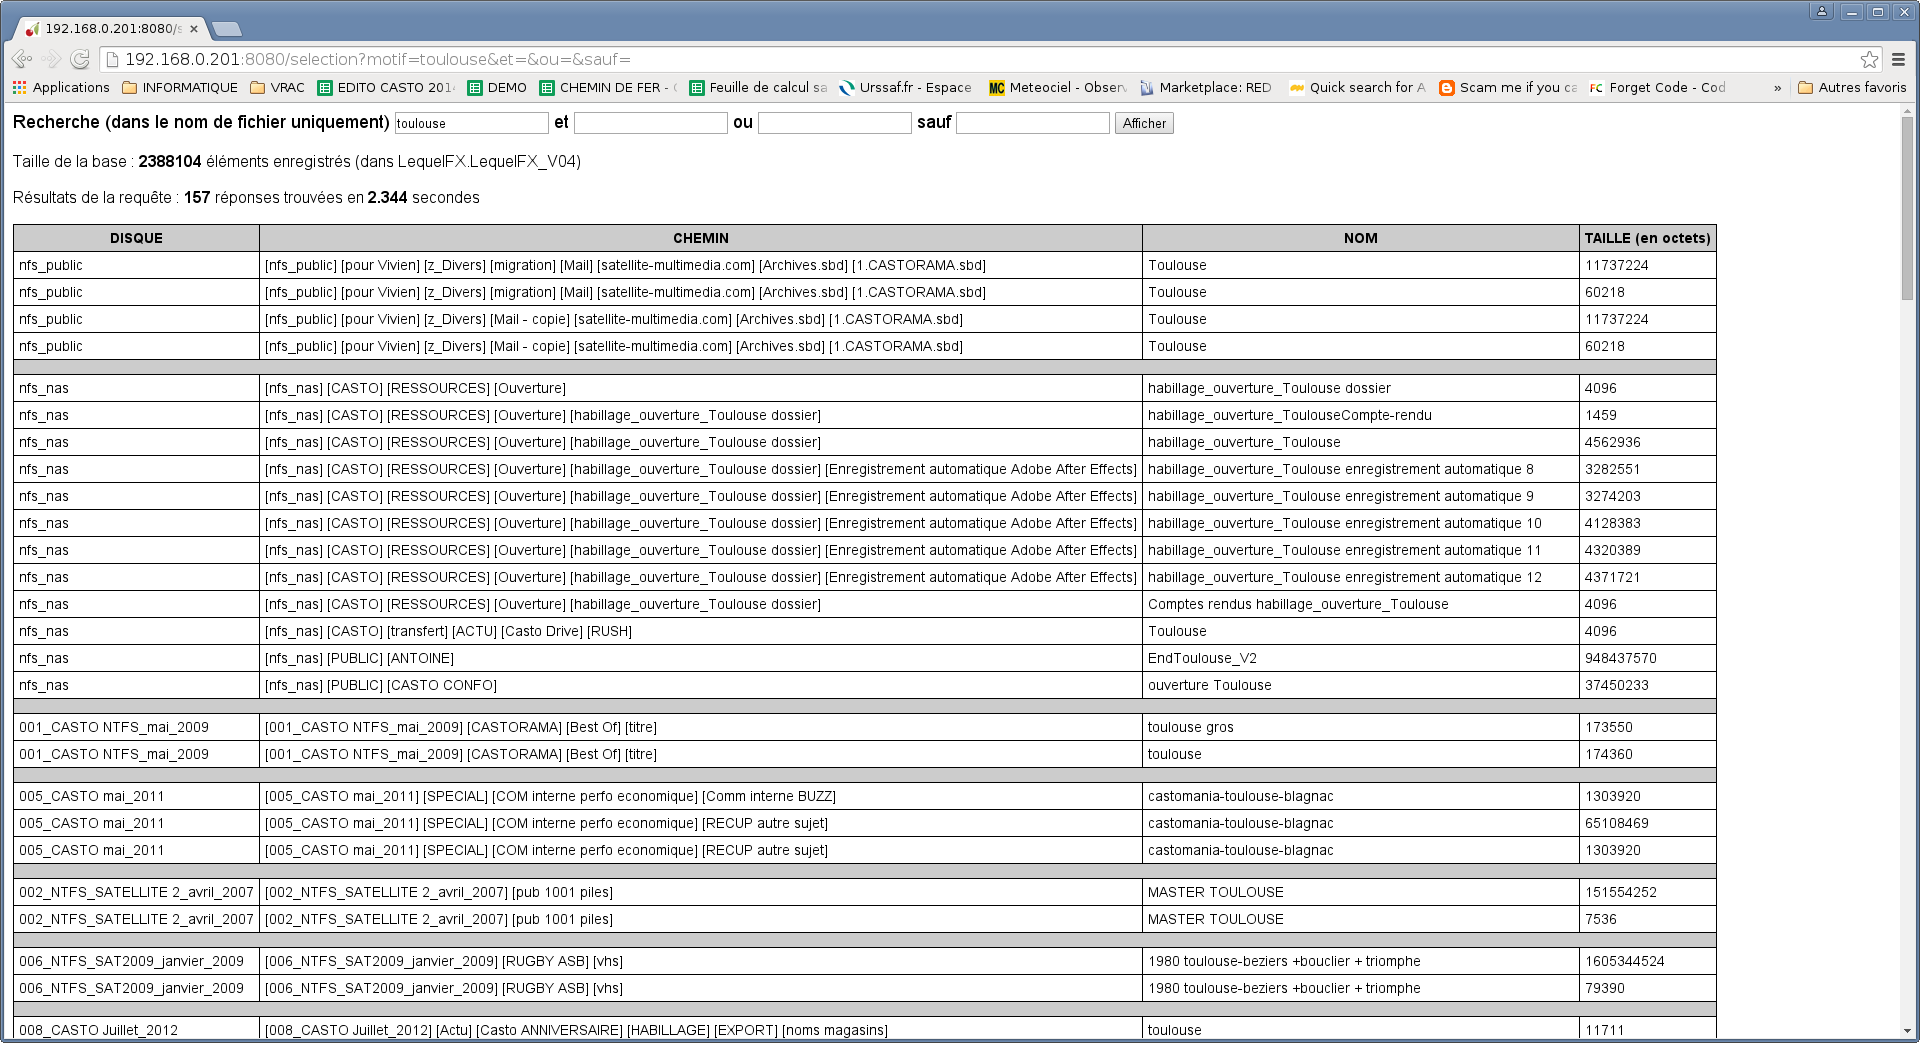 192.168.0.201:8080/s
192.168.0.201:8080/selection?motif=toulouse&et=&ou=&sauf=
Applications INFORMATIQUE VRAC EDITO CASTO 2014 DEMO CHEMIN DE FER - Feuille de calcul sa Urssaf.fr - Espace MC Meteociel - Observ Marketplace: RED Quick search for A Scam me if you ca FC Forget Code - Cod » Autres favoris
Recherche (dans le nom de fichier uniquement) toulouse et ou sauf Afficher
Taille de la base : 2388104 éléments enregistrés (dans LequelFX.LequelFX_V04)
Résultats de la requête : 157 réponses trouvées en 2.344 secondes
DISQUE CHEMIN NOM TAILLE (en octets)
nfs_public [nfs_public] [pour Vivien] [z_Divers] [migration] [Mail] [satellite-multimedia.com] [Archives.sbd] [1.CASTORAMA.sbd] Toulouse 11737224
nfs_public [nfs_public] [pour Vivien] [z_Divers] [migration] [Mail] [satellite-multimedia.com] [Archives.sbd] [1.CASTORAMA.sbd] Toulouse 60218
nfs_public [nfs_public] [pour Vivien] [z_Divers] [Mail - copie] [satellite-multimedia.com] [Archives.sbd] [1.CASTORAMA.sbd] Toulouse 11737224
nfs_public [nfs_public] [pour Vivien] [z_Divers] [Mail - copie] [satellite-multimedia.com] [Archives.sbd] [1.CASTORAMA.sbd] Toulouse 60218
nfs_nas [nfs_nas] [CASTO] [RESSOURCES] [Ouverture] habillage_ouverture_Toulouse dossier 4096
nfs_nas [nfs_nas] [CASTO] [RESSOURCES] [Ouverture] [habillage_ouverture_Toulouse dossier] habillage_ouverture_ToulouseCompte-rendu 1459
nfs_nas [nfs_nas] [CASTO] [RESSOURCES] [Ouverture] [habillage_ouverture_Toulouse dossier] habillage_ouverture_Toulouse 4562936
nfs_nas [nfs_nas] [CASTO] [RESSOURCES] [Ouverture] [habillage_ouverture_Toulouse dossier] [Enregistrement automatique Adobe After Effects] habillage_ouverture_Toulouse enregistrement automatique 8 3282551
nfs_nas [nfs_nas] [CASTO] [RESSOURCES] [Ouverture] [habillage_ouverture_Toulouse dossier] [Enregistrement automatique Adobe After Effects] habillage_ouverture_Toulouse enregistrement automatique 9 3274203
nfs_nas [nfs_nas] [CASTO] [RESSOURCES] [Ouverture] [habillage_ouverture_Toulouse dossier] [Enregistrement automatique Adobe After Effects] habillage_ouverture_Toulouse enregistrement automatique 10 4128383
nfs_nas [nfs_nas] [CASTO] [RESSOURCES] [Ouverture] [habillage_ouverture_Toulouse dossier] [Enregistrement automatique Adobe After Effects] habillage_ouverture_Toulouse enregistrement automatique 11 4320389
nfs_nas [nfs_nas] [CASTO] [RESSOURCES] [Ouverture] [habillage_ouverture_Toulouse dossier] [Enregistrement automatique Adobe After Effects] habillage_ouverture_Toulouse enregistrement automatique 12 4371721
nfs_nas [nfs_nas] [CASTO] [RESSOURCES] [Ouverture] [habillage_ouverture_Toulouse dossier] Comptes rendus habillage_ouverture_Toulouse 4096
nfs_nas [nfs_nas] [CASTO] [transfert] [ACTU] [Casto Drive] [RUSH] Toulouse 4096
nfs_nas [nfs_nas] [PUBLIC] [ANTOINE] EndToulouse_V2 948437570
nfs_nas [nfs_nas] [PUBLIC] [CASTO CONFO] ouverture Toulouse 37450233
001_CASTO NTFS_mai_2009 [001_CASTO NTFS_mai_2009] [CASTORAMA] [Best Of] [titre] toulouse gros 173550
001_CASTO NTFS_mai_2009 [001_CASTO NTFS_mai_2009] [CASTORAMA] [Best Of] [titre] toulouse 174360
005_CASTO mai_2011 [005_CASTO mai_2011] [SPECIAL] [COM interne perfo economique] [Comm interne BUZZ] castomania-toulouse-blagnac 1303920
005_CASTO mai_2011 [005_CASTO mai_2011] [SPECIAL] [COM interne perfo economique] [RECUP autre sujet] castomania-toulouse-blagnac 65108469
005_CASTO mai_2011 [005_CASTO mai_2011] [SPECIAL] [COM interne perfo economique] [RECUP autre sujet] castomania-toulouse-blagnac 1303920
002_NTFS_SATELLITE 2_avril_2007 [002_NTFS_SATELLITE 2_avril_2007] [pub 1001 piles] MASTER TOULOUSE 151554252
002_NTFS_SATELLITE 2_avril_2007 [002_NTFS_SATELLITE 2_avril_2007] [pub 1001 piles] MASTER TOULOUSE 7536
006_NTFS_SAT2009_janvier_2009 [006_NTFS_SAT2009_janvier_2009] [RUGBY ASB] [vhs] 1980 toulouse-beziers +bouclier + triomphe 1605344524
006_NTFS_SAT2009_janvier_2009 [006_NTFS_SAT2009_janvier_2009] [RUGBY ASB] [vhs] 1980 toulouse-beziers +bouclier + triomphe 79390
008_CASTO Juillet_2012 [008_CASTO Juillet_2012] [Actu] [Casto ANNIVERSAIRE] [HABILLAGE] [EXPORT] [noms magasins] toulouse 11711